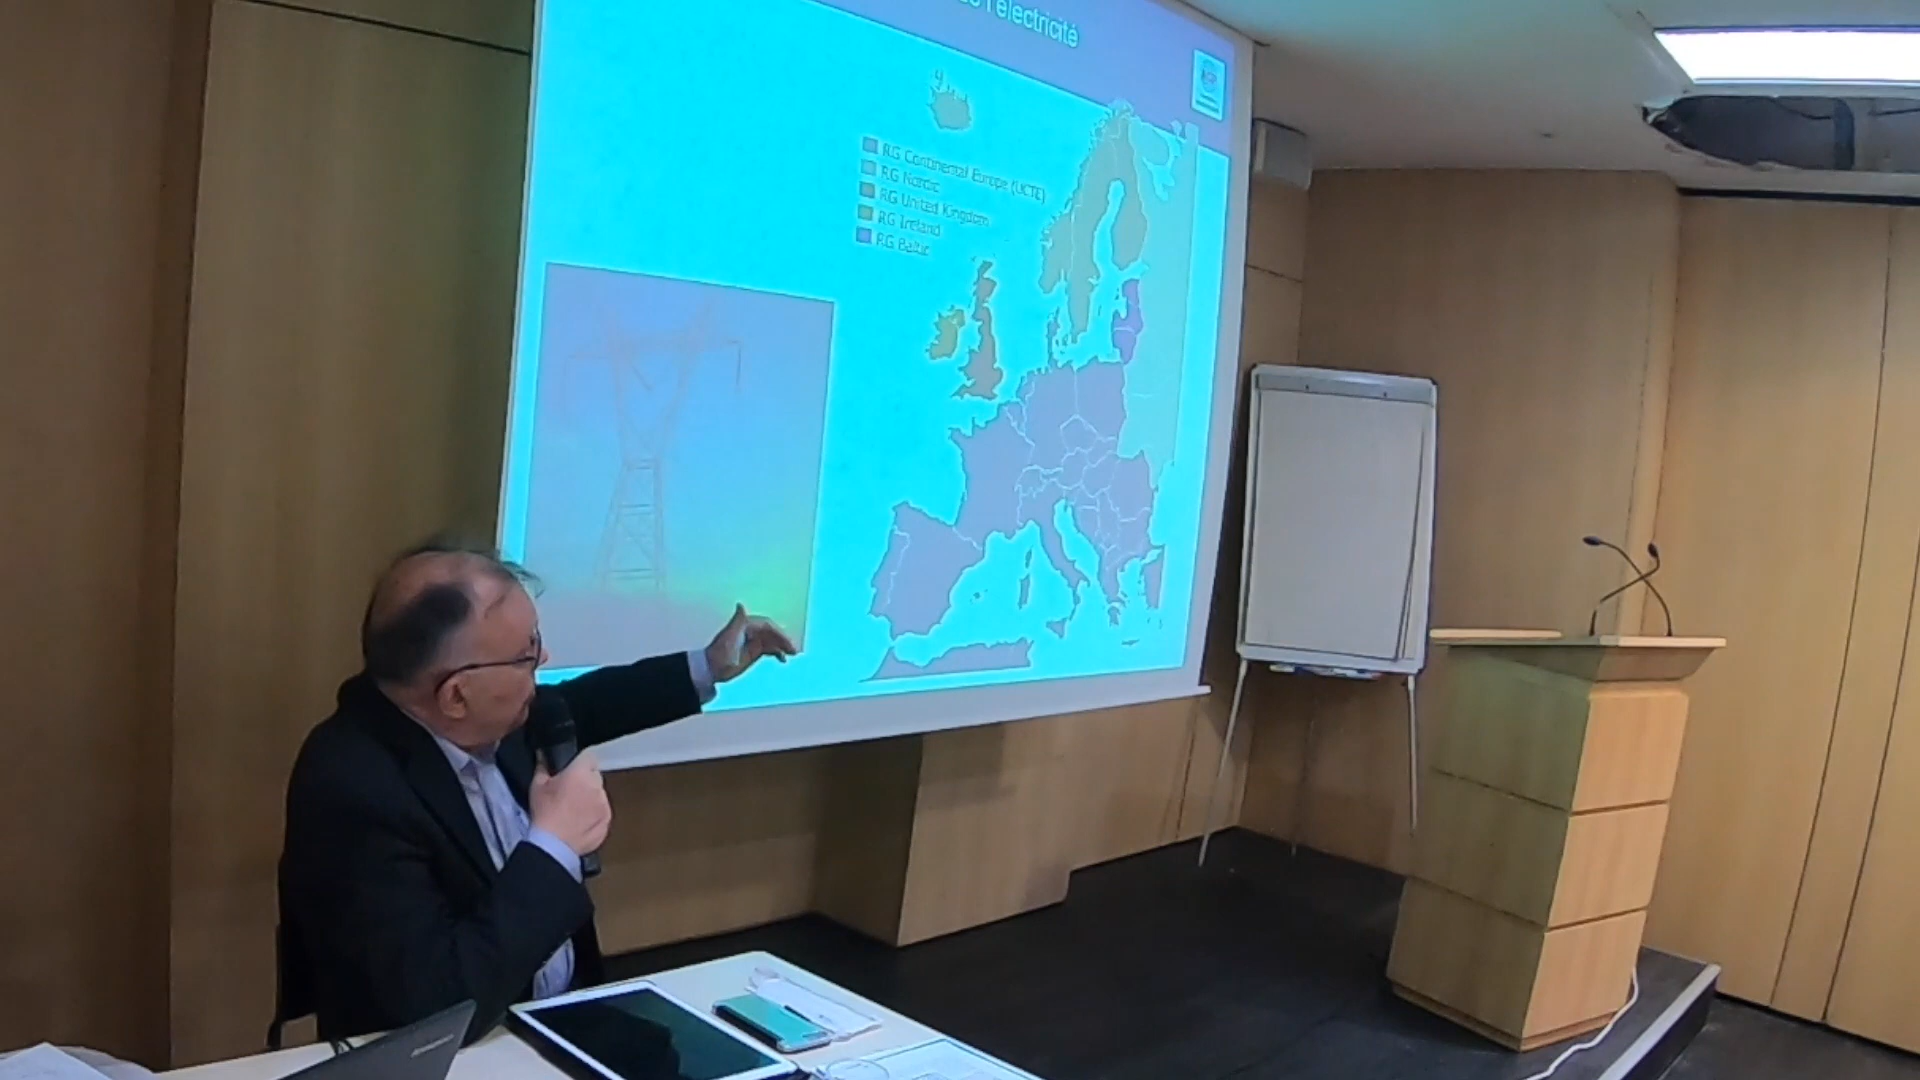 l'électricité
RG Continental Europe (UCTE)
RG Nordic
RG United Kingdom
RG Ireland
RG Baltic